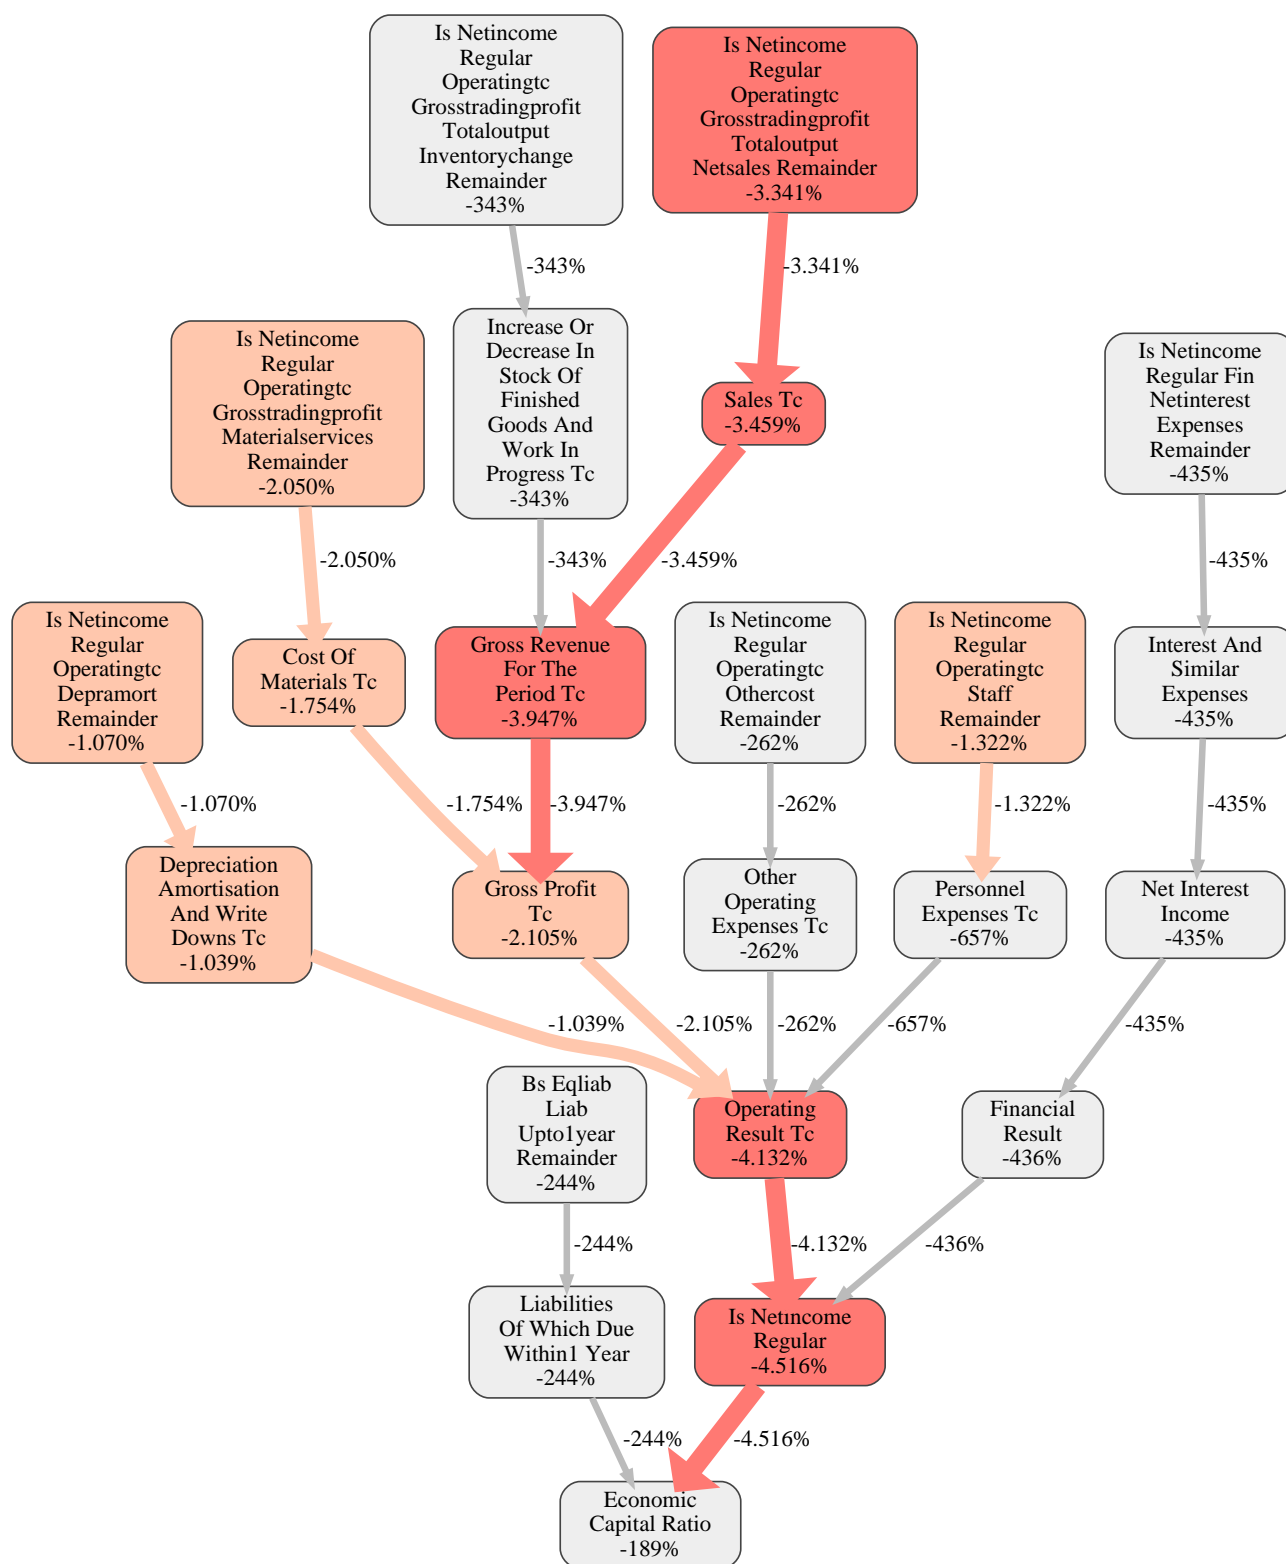 Is Netincome
Regular
Operatingtc
Grosstradingprofit
Totaloutput
Inventorychange
Remainder
-343%
Is Netincome
Regular
Operatingtc
Grosstradingprofit
Totaloutput
Netsales Remainder
-3.341%
-343%
-3.341%
Is Netincome
Regular
Operatingtc
Grosstradingprofit
Materialservices
Remainder
-2.050%
Increase Or
Decrease In
Stock Of
Finished
Goods And
Work In
Progress Tc
-343%
Sales Tc
-3.459%
Is Netincome
Regular Fin
Netinterest
Expenses
Remainder
-435%
-2.050%
-343%
-3.459%
-435%
Is Netincome
Regular
Operatingtc
Depramort
Remainder
-1.070%
Cost Of
Materials Tc
-1.754%
Gross Revenue
For The
Period Tc
-3.947%
Is Netincome
Regular
Operatingtc
Othercost
Remainder
-262%
Is Netincome
Regular
Operatingtc
Staff
Remainder
-1.322%
Interest And
Similar
Expenses
-435%
-1.070%
-1.754%
-3.947%
-262%
-1.322%
-435%
Depreciation
Amortisation
And Write
Downs Tc
-1.039%
Gross Profit
Tc
-2.105%
Other
Operating
Expenses Tc
-262%
Personnel
Expenses Tc
-657%
Net Interest
Income
-435%
-1.039%
-2.105%
-262%
-657%
-435%
Bs Eqliab
Liab
Upto1year
Remainder
-244%
Operating
Result Tc
-4.132%
Financial
Result
-436%
-244%
-4.132%
-436%
Liabilities
Of Which Due
Within1 Year
-244%
Is Netincome
Regular
-4.516%
-244%
-4.516%
Economic
Capital Ratio
-189%